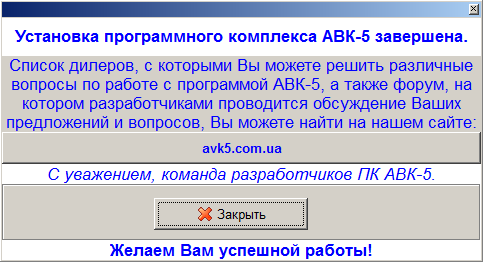 Установка программного комплекса АВК-5 завершена.
Список дилеров, с которыми Вы можете решить различные
вопросы по работе с программой АВК-5, а также форум, на
котором разработчиками проводится обсуждение Ваших
предложений и вопросов, Вы можете найти на нашем сайте:
avk5.com.ua
С уважением, команда разработчиков ПК АВК-5.
Закрыть
Желаем Вам успешной работы!